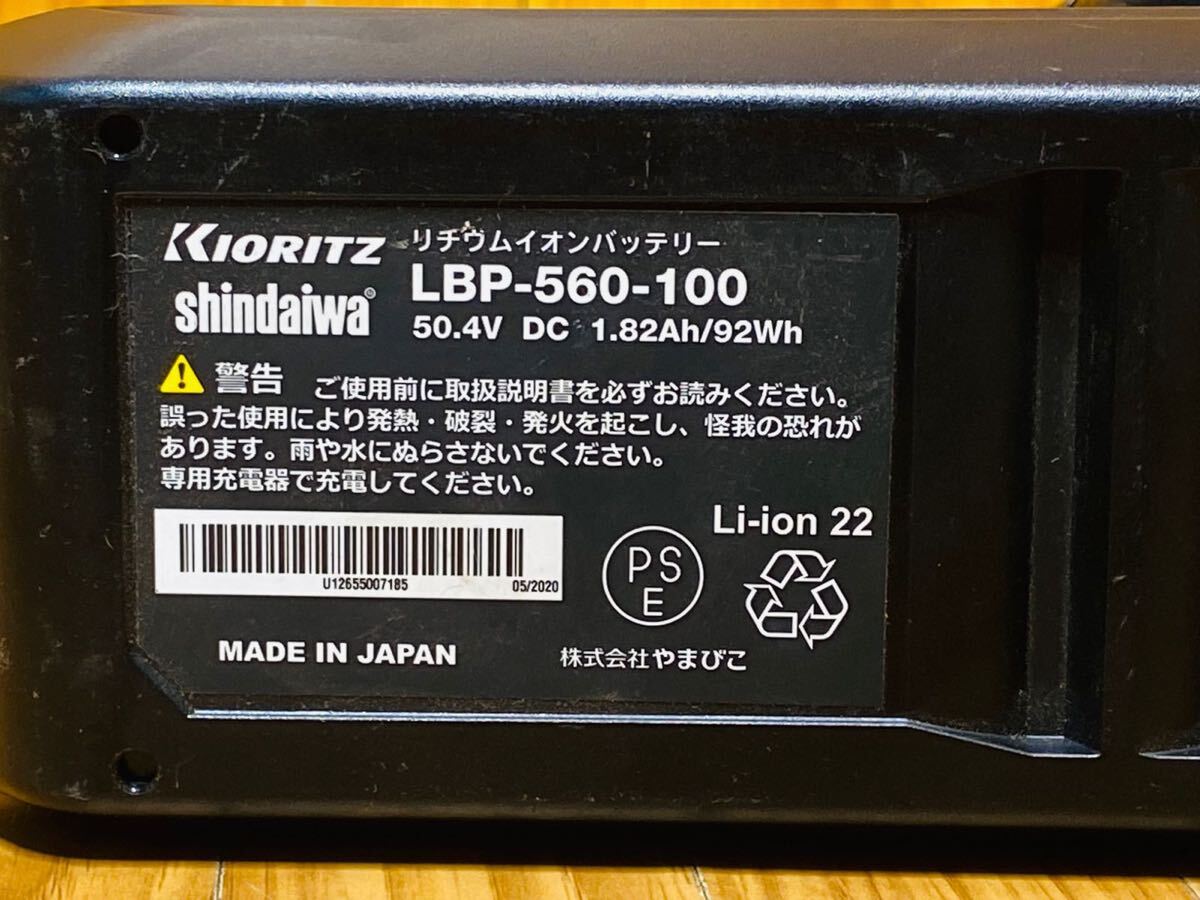 KIORITZ
shindaiwa®
リチウムイオンバッテリー
LBP-560-100
50.4V DC 1.82Ah/92Wh
警告 ご使用前に取扱説明書を必ずお読みください。
誤った使用により発熱・破裂・発火を起こし、怪我の恐れが
あります。雨や水にぬらさないでください。
専用充電器で充電してください。
U12655007185 05/2020
PS
E
Li-ion 22
MADE IN JAPAN
株式会社やまびこ